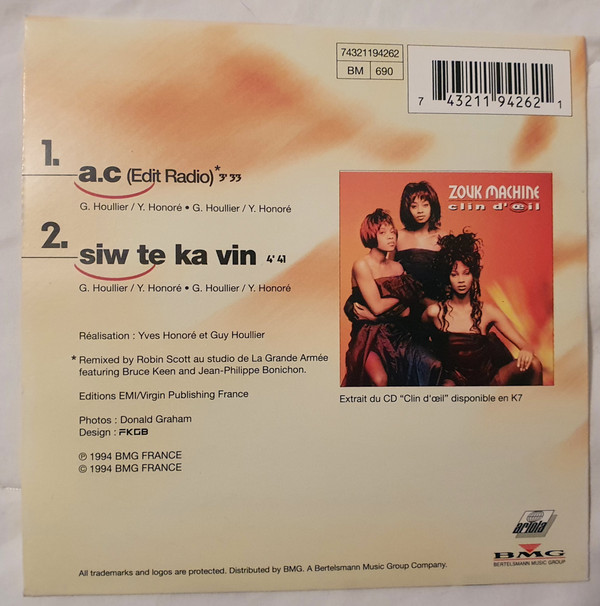 74321194262
BM 690
7 43211 94262 1
1. a.c (Edit Radio)* 3' 33
G. Houllier / Y. Honoré • G. Houllier / Y. Honoré
2. siw te ka vin 4' 41
G. Houllier / Y. Honoré • G. Houllier / Y. Honoré
ZOUK MACHINE
clin d'œil
Réalisation : Yves Honoré et Guy Houllier
* Remixed by Robin Scott au studio de La Grande Armée
featuring Bruce Keen and Jean-Philippe Bonichon.
Editions EMI/Virgin Publishing France
Extrait du CD “Clin d'œil” disponible en K7
Photos : Donald Graham
Design : FKGB
℗ 1994 BMG FRANCE
© 1994 BMG FRANCE
ariola
BMG
BERTELSMANN MUSIC GROUP
All trademarks and logos are protected. Distributed by BMG. A Bertelsmann Music Group Company.